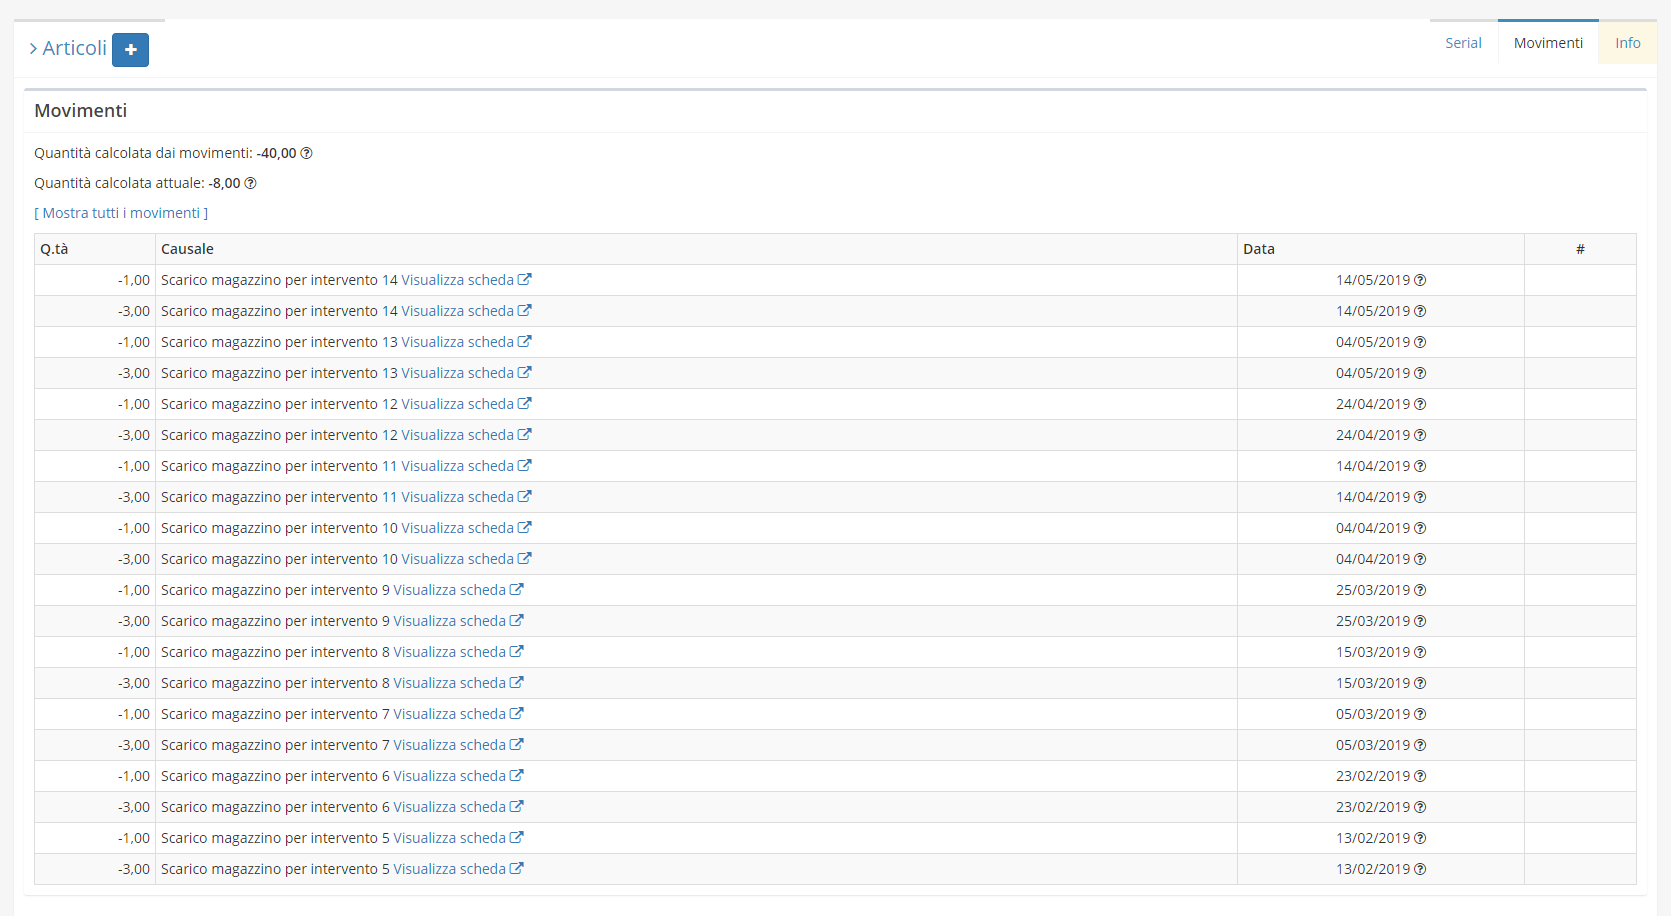 Articoli +
Serial Movimenti Info
Movimenti
Quantità calcolata dai movimenti: -40,00
Quantità calcolata attuale: -8,00
[ Mostra tutti i movimenti ]
Q.tà Causale Data #
-1,00 Scarico magazzino per intervento 14 Visualizza scheda 14/05/2019
-3,00 Scarico magazzino per intervento 14 Visualizza scheda 14/05/2019
-1,00 Scarico magazzino per intervento 13 Visualizza scheda 04/05/2019
-3,00 Scarico magazzino per intervento 13 Visualizza scheda 04/05/2019
-1,00 Scarico magazzino per intervento 12 Visualizza scheda 24/04/2019
-3,00 Scarico magazzino per intervento 12 Visualizza scheda 24/04/2019
-1,00 Scarico magazzino per intervento 11 Visualizza scheda 14/04/2019
-3,00 Scarico magazzino per intervento 11 Visualizza scheda 14/04/2019
-1,00 Scarico magazzino per intervento 10 Visualizza scheda 04/04/2019
-3,00 Scarico magazzino per intervento 10 Visualizza scheda 04/04/2019
-1,00 Scarico magazzino per intervento 9 Visualizza scheda 25/03/2019
-3,00 Scarico magazzino per intervento 9 Visualizza scheda 25/03/2019
-1,00 Scarico magazzino per intervento 8 Visualizza scheda 15/03/2019
-3,00 Scarico magazzino per intervento 8 Visualizza scheda 15/03/2019
-1,00 Scarico magazzino per intervento 7 Visualizza scheda 05/03/2019
-3,00 Scarico magazzino per intervento 7 Visualizza scheda 05/03/2019
-1,00 Scarico magazzino per intervento 6 Visualizza scheda 23/02/2019
-3,00 Scarico magazzino per intervento 6 Visualizza scheda 23/02/2019
-1,00 Scarico magazzino per intervento 5 Visualizza scheda 13/02/2019
-3,00 Scarico magazzino per intervento 5 Visualizza scheda 13/02/2019